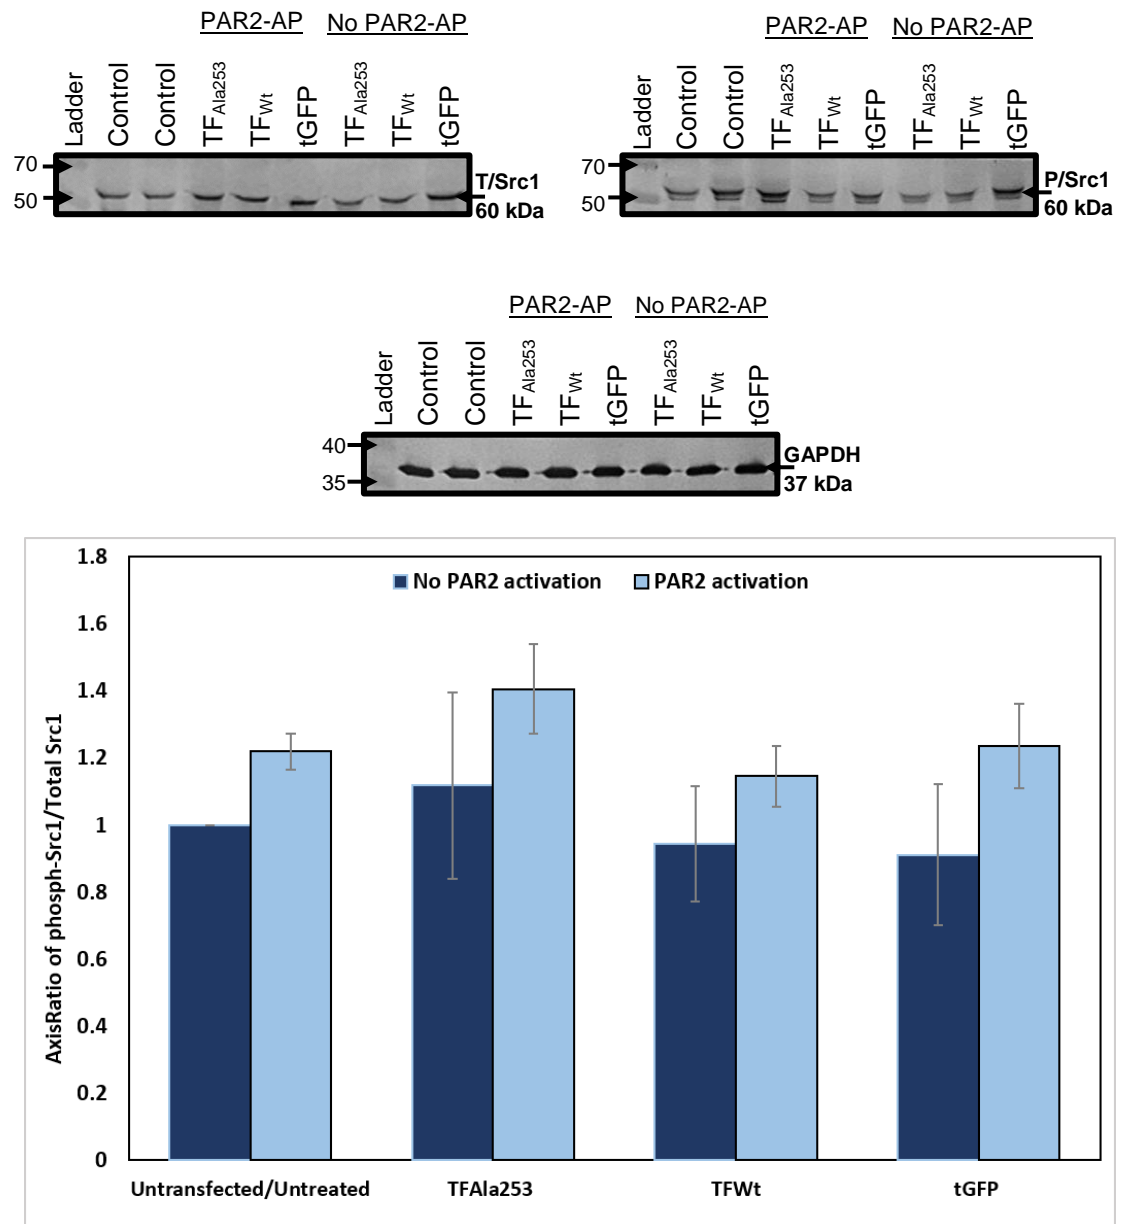 PAR2-AP No PAR2-AP
Ladder Control Control TFAla253 TFWt tGFP TFAla253 TFWt tGFP
70
50
T/Src1
60 kDa
PAR2-AP No PAR2-AP
Ladder Control Control TFAla253 TFWt tGFP TFAla253 TFWt tGFP
70
50
P/Src1
60 kDa
PAR2-AP No PAR2-AP
Ladder Control Control TFAla253 TFWt tGFP TFAla253 TFWt tGFP
40
35
GAPDH
37 kDa
No PAR2 activation PAR2 activation
AxisRatio of phosph-Src1/Total Src1
1.8
1.6
1.4
1.2
1
0.8
0.6
0.4
0.2
0
Untransfected/Untreated TFAla253 TFWt tGFP